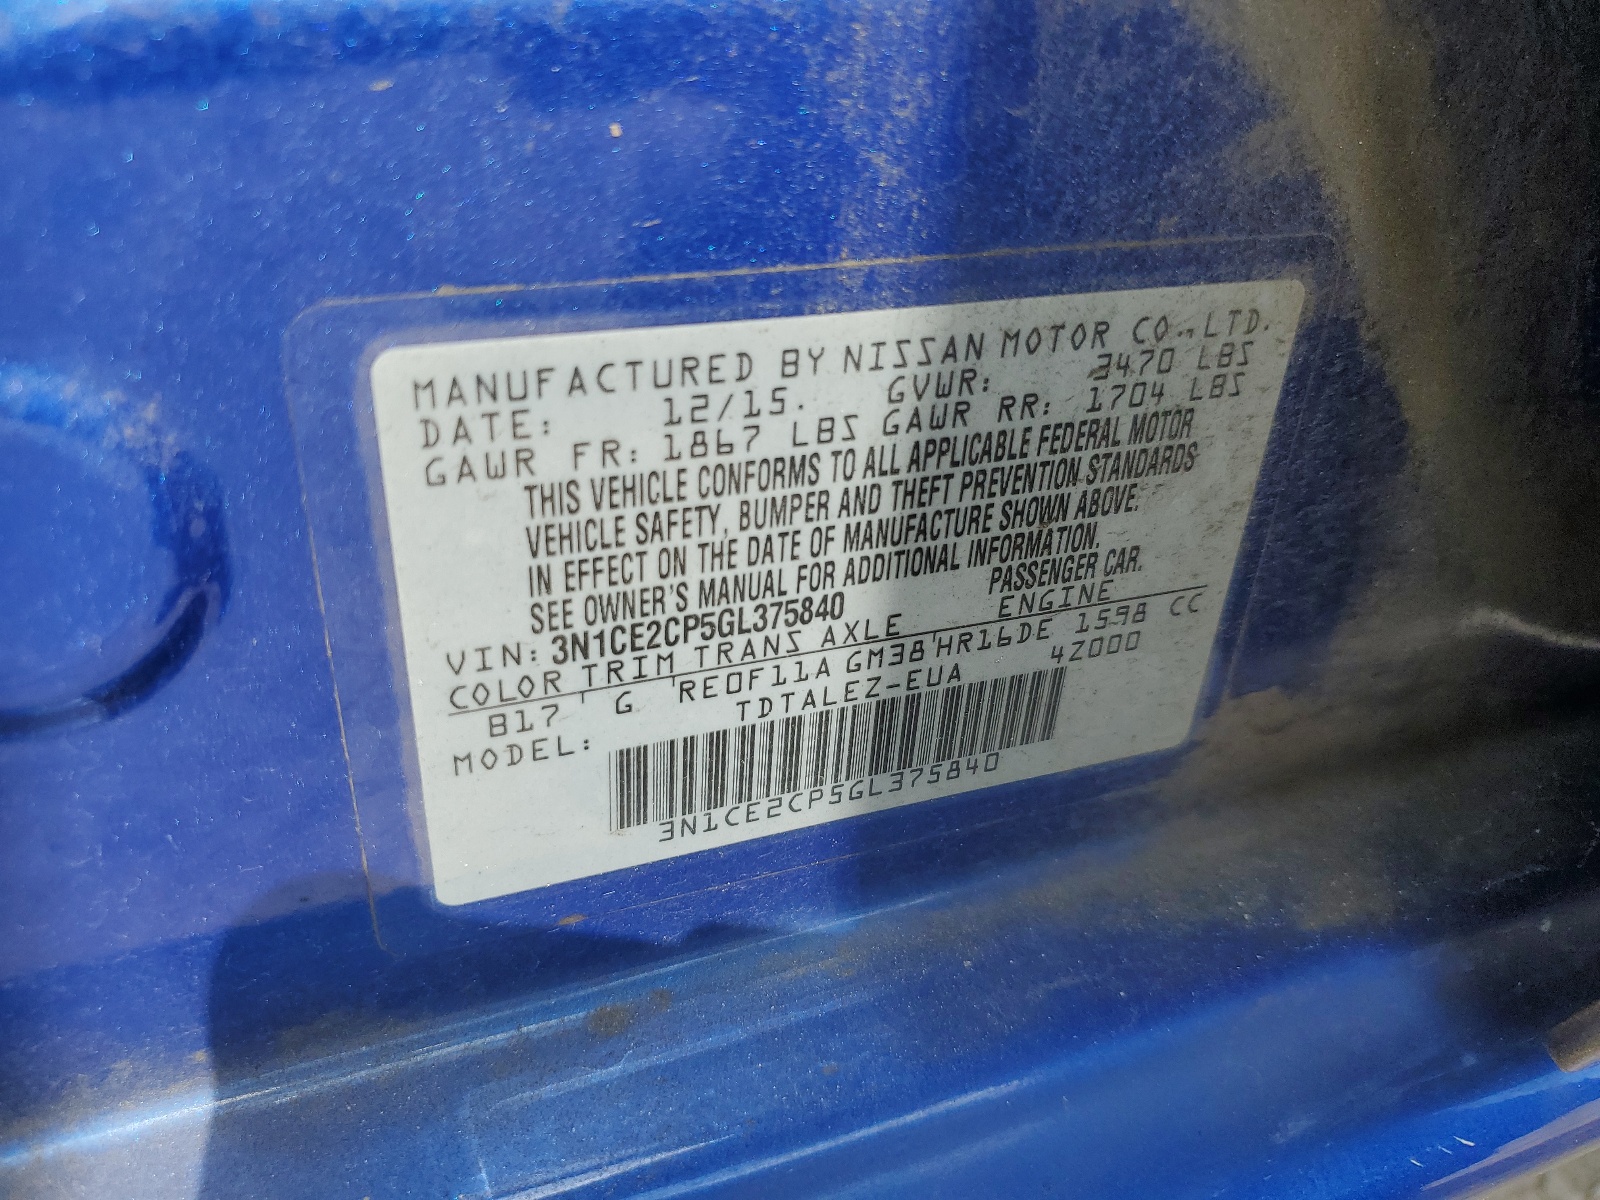 MANUFACTURED BY NISSAN MOTOR CO., LTD.
DATE: 12/15. GVWR: 3470 LBS
GAWR FR: 1867 LBS GAWR RR: 1704 LBS
THIS VEHICLE CONFORMS TO ALL APPLICABLE FEDERAL MOTOR
VEHICLE SAFETY, BUMPER AND THEFT PREVENTION STANDARDS
IN EFFECT ON THE DATE OF MANUFACTURE SHOWN ABOVE.
SEE OWNER'S MANUAL FOR ADDITIONAL INFORMATION.
VIN: 3N1CE2CP5GL375840 PASSENGER CAR.
COLOR TRIM TRANS AXLE ENGINE
B17 G RE0F11A GM38 HR16DE 1598 CC
MODEL: TDTALEZ-EUA 4Z000
3N1CE2CP5GL375840